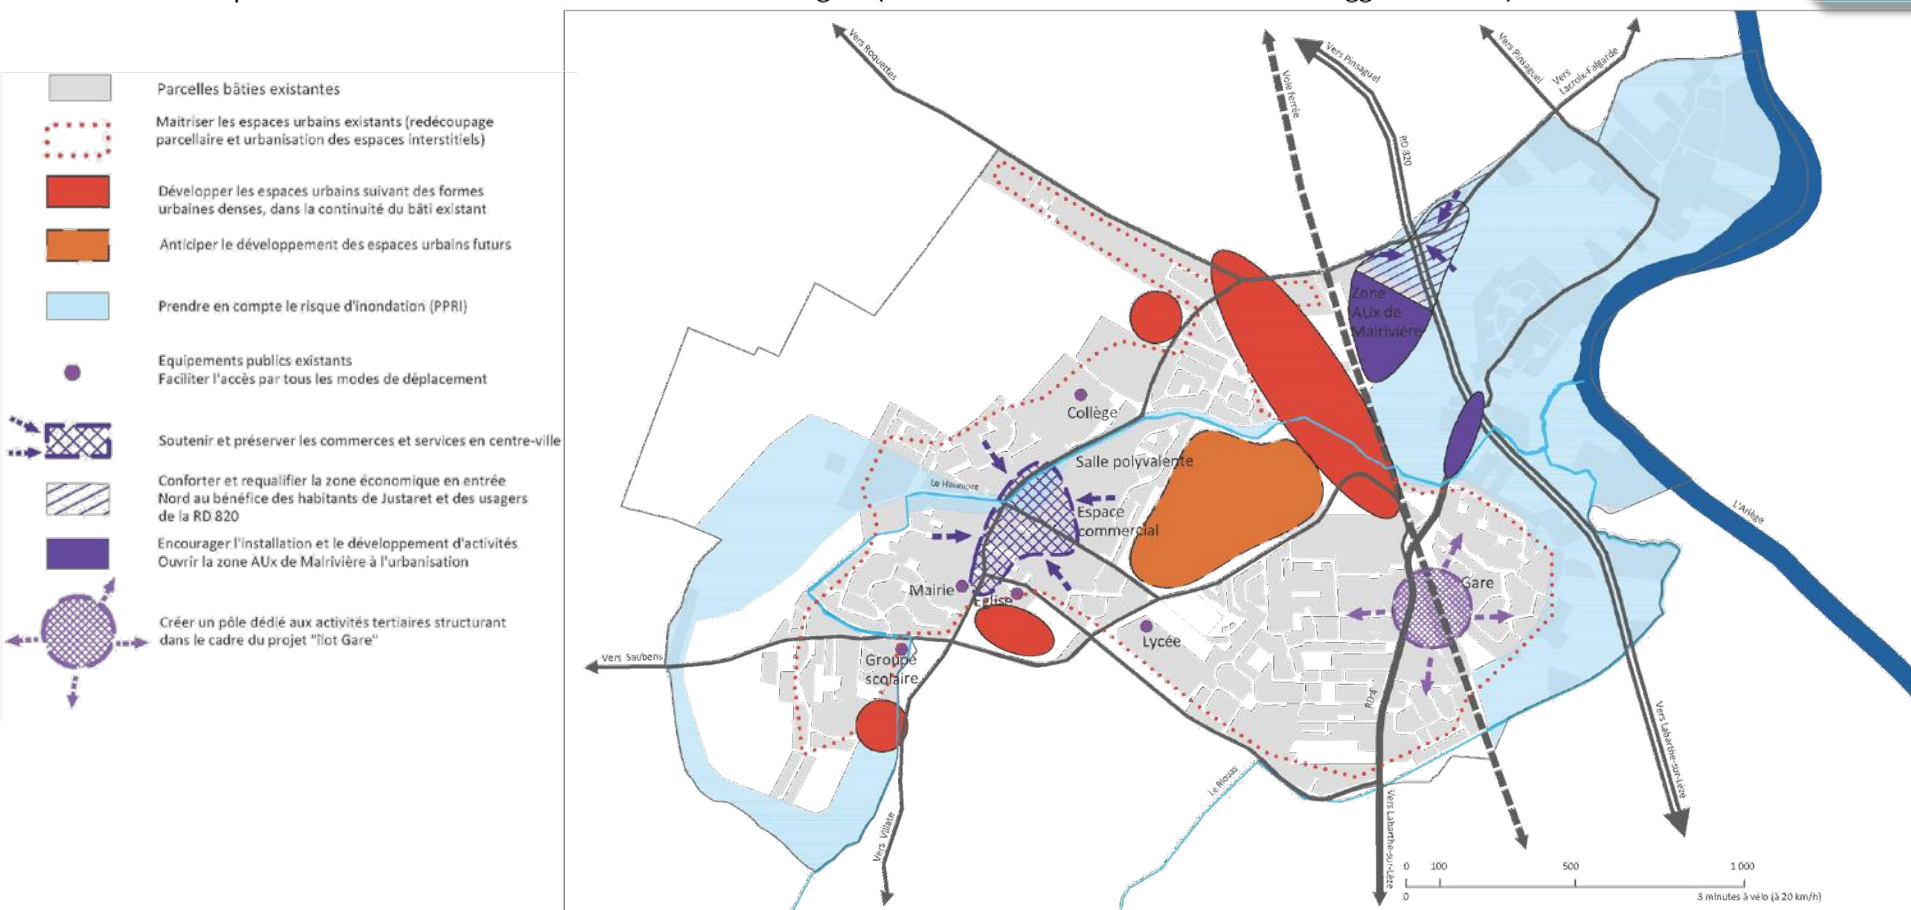 Parcelles bâties existantes
Maitriser les espaces urbains existants (redécoupage
parcellaire et urbanisation des espaces interstitiels)
Développer les espaces urbains suivant des formes
urbaines denses, dans la continuité du bâti existant
Anticiper le développement des espaces urbains futurs
Prendre en compte le risque d'inondation (PPRI)
Equipements publics existants
Faciliter l'accès par tous les modes de déplacement
Soutenir et préserver les commerces et services en centre-ville
Conforter et requalifier la zone économique en entrée
Nord au bénéfice des habitants de Justaret et des usagers
de la RD 820
Encourager l'installation et le développement d'activités
Ouvrir la zone AUx de Malrivière à l'urbanisation
Créer un pôle dédié aux activités tertiaires structurant
dans le cadre du projet "îlot Gare"
Vers Roquettes
Voie ferrée
Vers Pinsaguel
RD 820
Vers Pinsaguel
Vers
Lacroix-Falgarde
Zone
AUx de
Malrivière
Collège
Salle polyvalente
Le Haumont
Espace
commercial
Mairie
Eglise
Gare
Lycée
Groupe
scolaire
Vers Saubens
L'Ariège
RD 4
Le Riouas
Vers Villate
Vers Labarthe-sur-Lèze
Vers Labarthe-sur-Lèze
0 100 500 1 000
0 3 minutes à vélo (à 20 km/h)